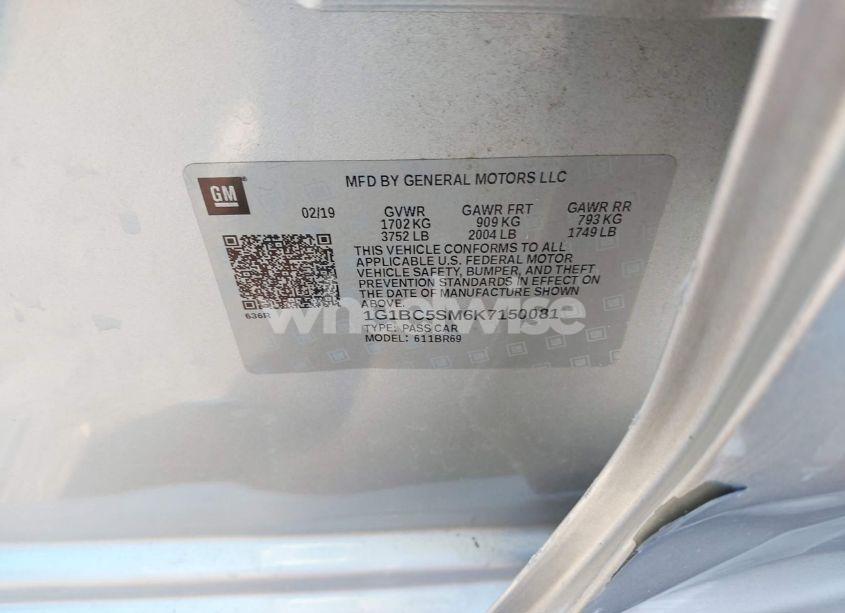 GM
MFD BY GENERAL MOTORS LLC
02/19 GVWR GAWR FRT GAWR RR
1702 KG 909 KG 793 KG
3752 LB 2004 LB 1749 LB
THIS VEHICLE CONFORMS TO ALL
APPLICABLE U.S. FEDERAL MOTOR
VEHICLE SAFETY, BUMPER, AND THEFT
PREVENTION STANDARDS IN EFFECT ON
THE DATE OF MANUFACTURE SHOWN
ABOVE.
636R 1G1BC5SM6K7150081
TYPE: PASS CAR
MODEL: 611BR69